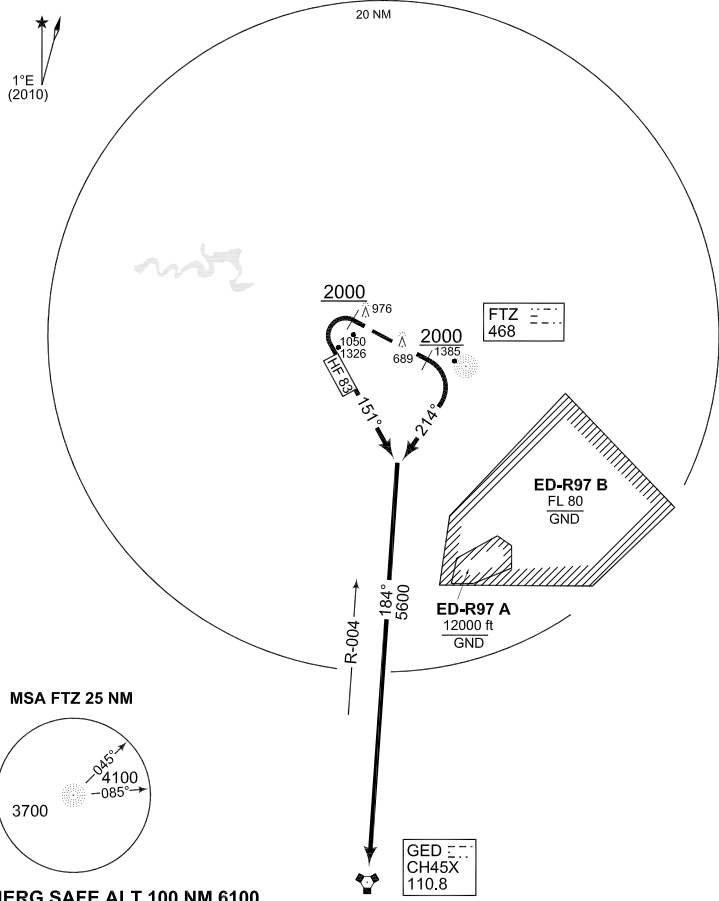 20 NM
1°E
(2010)
2000
976
1050
1326
689
2000
1385
FTZ
468
HF 83
151°
214°
ED-R97 B
FL 80
GND
ED-R97 A
12000 ft
GND
184°
5600
R-004
MSA FTZ 25 NM
045°
4100
085°
3700
GED
CH45X
110.8
MERG SAFE ALT 100 NM 6100